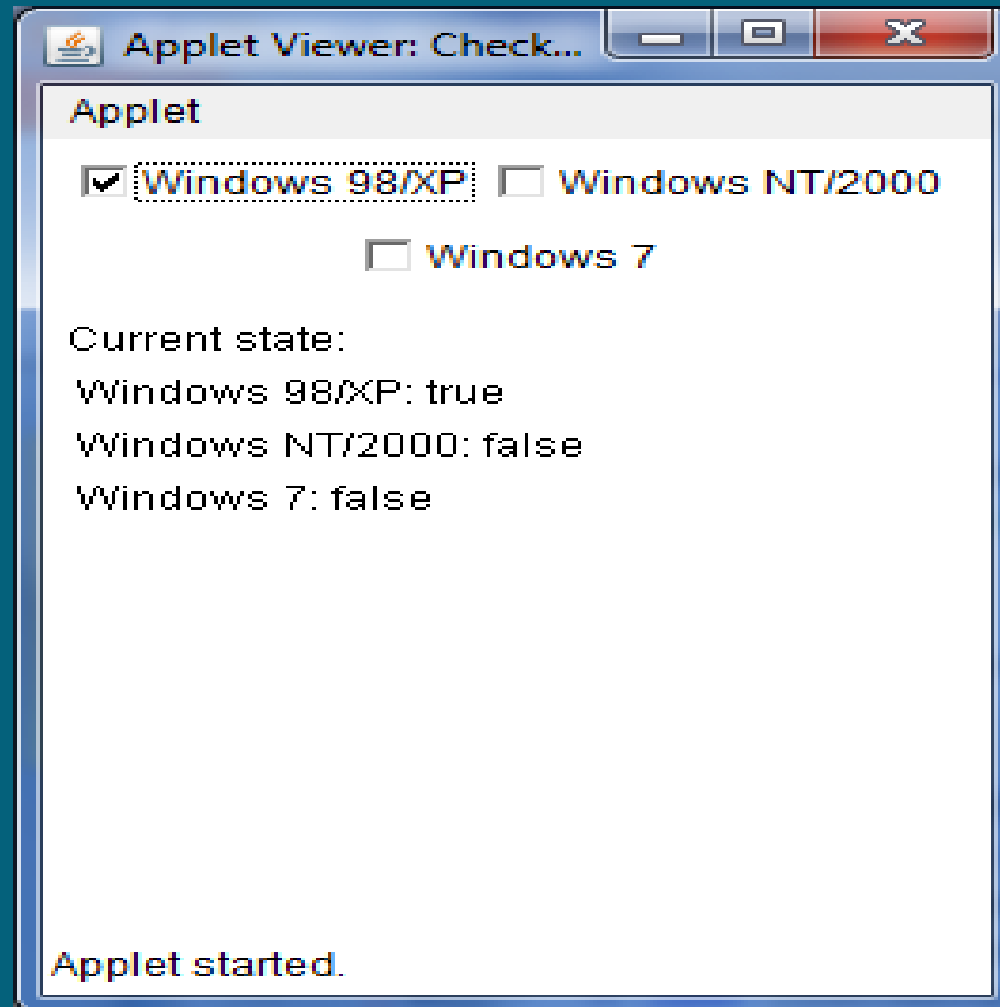 Applet Viewer: Check...
Applet
Windows 98/XP Windows NT/2000
Windows 7
Current state:
Windows 98/XP: true
Windows NT/2000: false
Windows 7: false
Applet started.